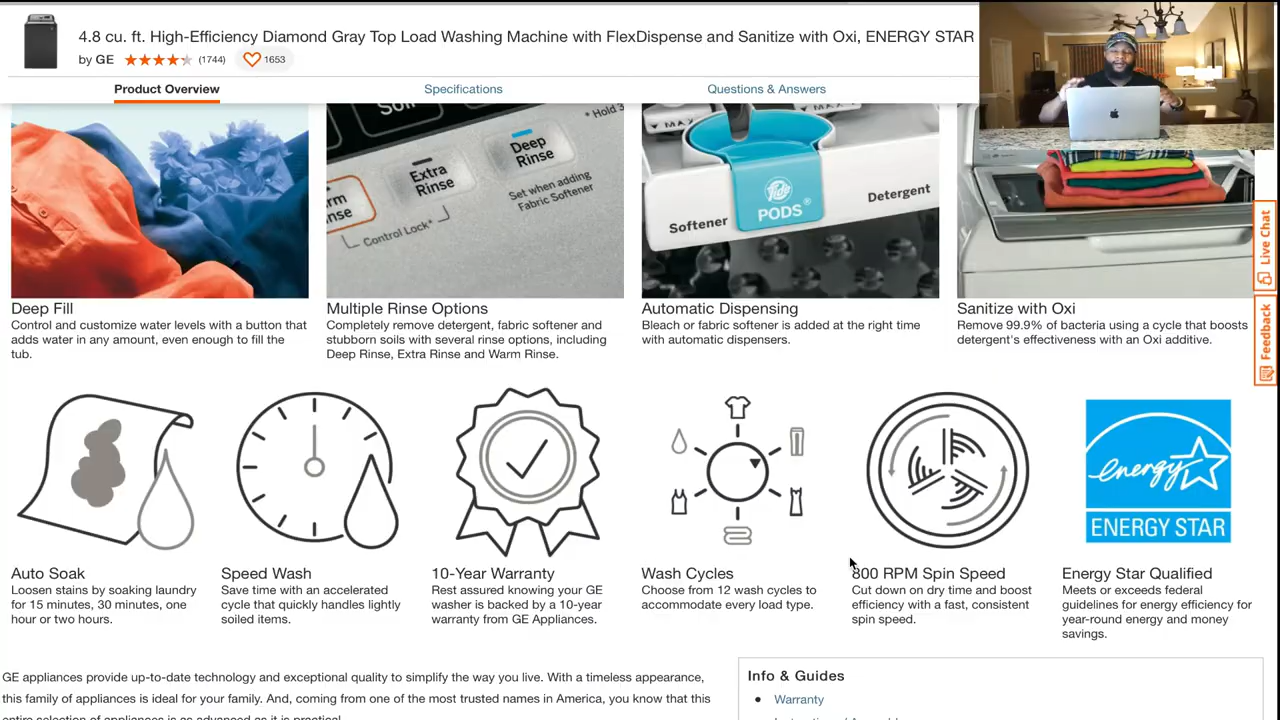 4.8 cu. ft. High-Efficiency Diamond Gray Top Load Washing Machine with FlexDispense and Sanitize with Oxi, ENERGY STAR
by GE (1744) 1653
Product Overview Specifications Questions & Answers
* Hold 3
Deep Rinse
Extra Rinse
Set when adding Fabric Softener
Control Lock*
MAX
Softener
PODS®
Detergent
Live Chat
Feedback
Deep Fill
Control and customize water levels with a button that
adds water in any amount, even enough to fill the
tub.
Multiple Rinse Options
Completely remove detergent, fabric softener and
stubborn soils with several rinse options, including
Deep Rinse, Extra Rinse and Warm Rinse.
Automatic Dispensing
Bleach or fabric softener is added at the right time
with automatic dispensers.
Sanitize with Oxi
Remove 99.9% of bacteria using a cycle that boosts
detergent's effectiveness with an Oxi additive.
energy
ENERGY STAR
Auto Soak
Loosen stains by soaking laundry
for 15 minutes, 30 minutes, one
hour or two hours.
Speed Wash
Save time with an accelerated
cycle that quickly handles lightly
soiled items.
10-Year Warranty
Rest assured knowing your GE
washer is backed by a 10-year
warranty from GE Appliances.
Wash Cycles
Choose from 12 wash cycles to
accommodate every load type.
800 RPM Spin Speed
Cut down on dry time and boost
efficiency with a fast, consistent
spin speed.
Energy Star Qualified
Meets or exceeds federal
guidelines for energy efficiency for
year-round energy and money
savings.
GE appliances provide up-to-date technology and exceptional quality to simplify the way you live. With a timeless appearance,
this family of appliances is ideal for your family. And, coming from one of the most trusted names in America, you know that this
entire selection of appliances is as advanced as it is practical.
Info & Guides
Warranty